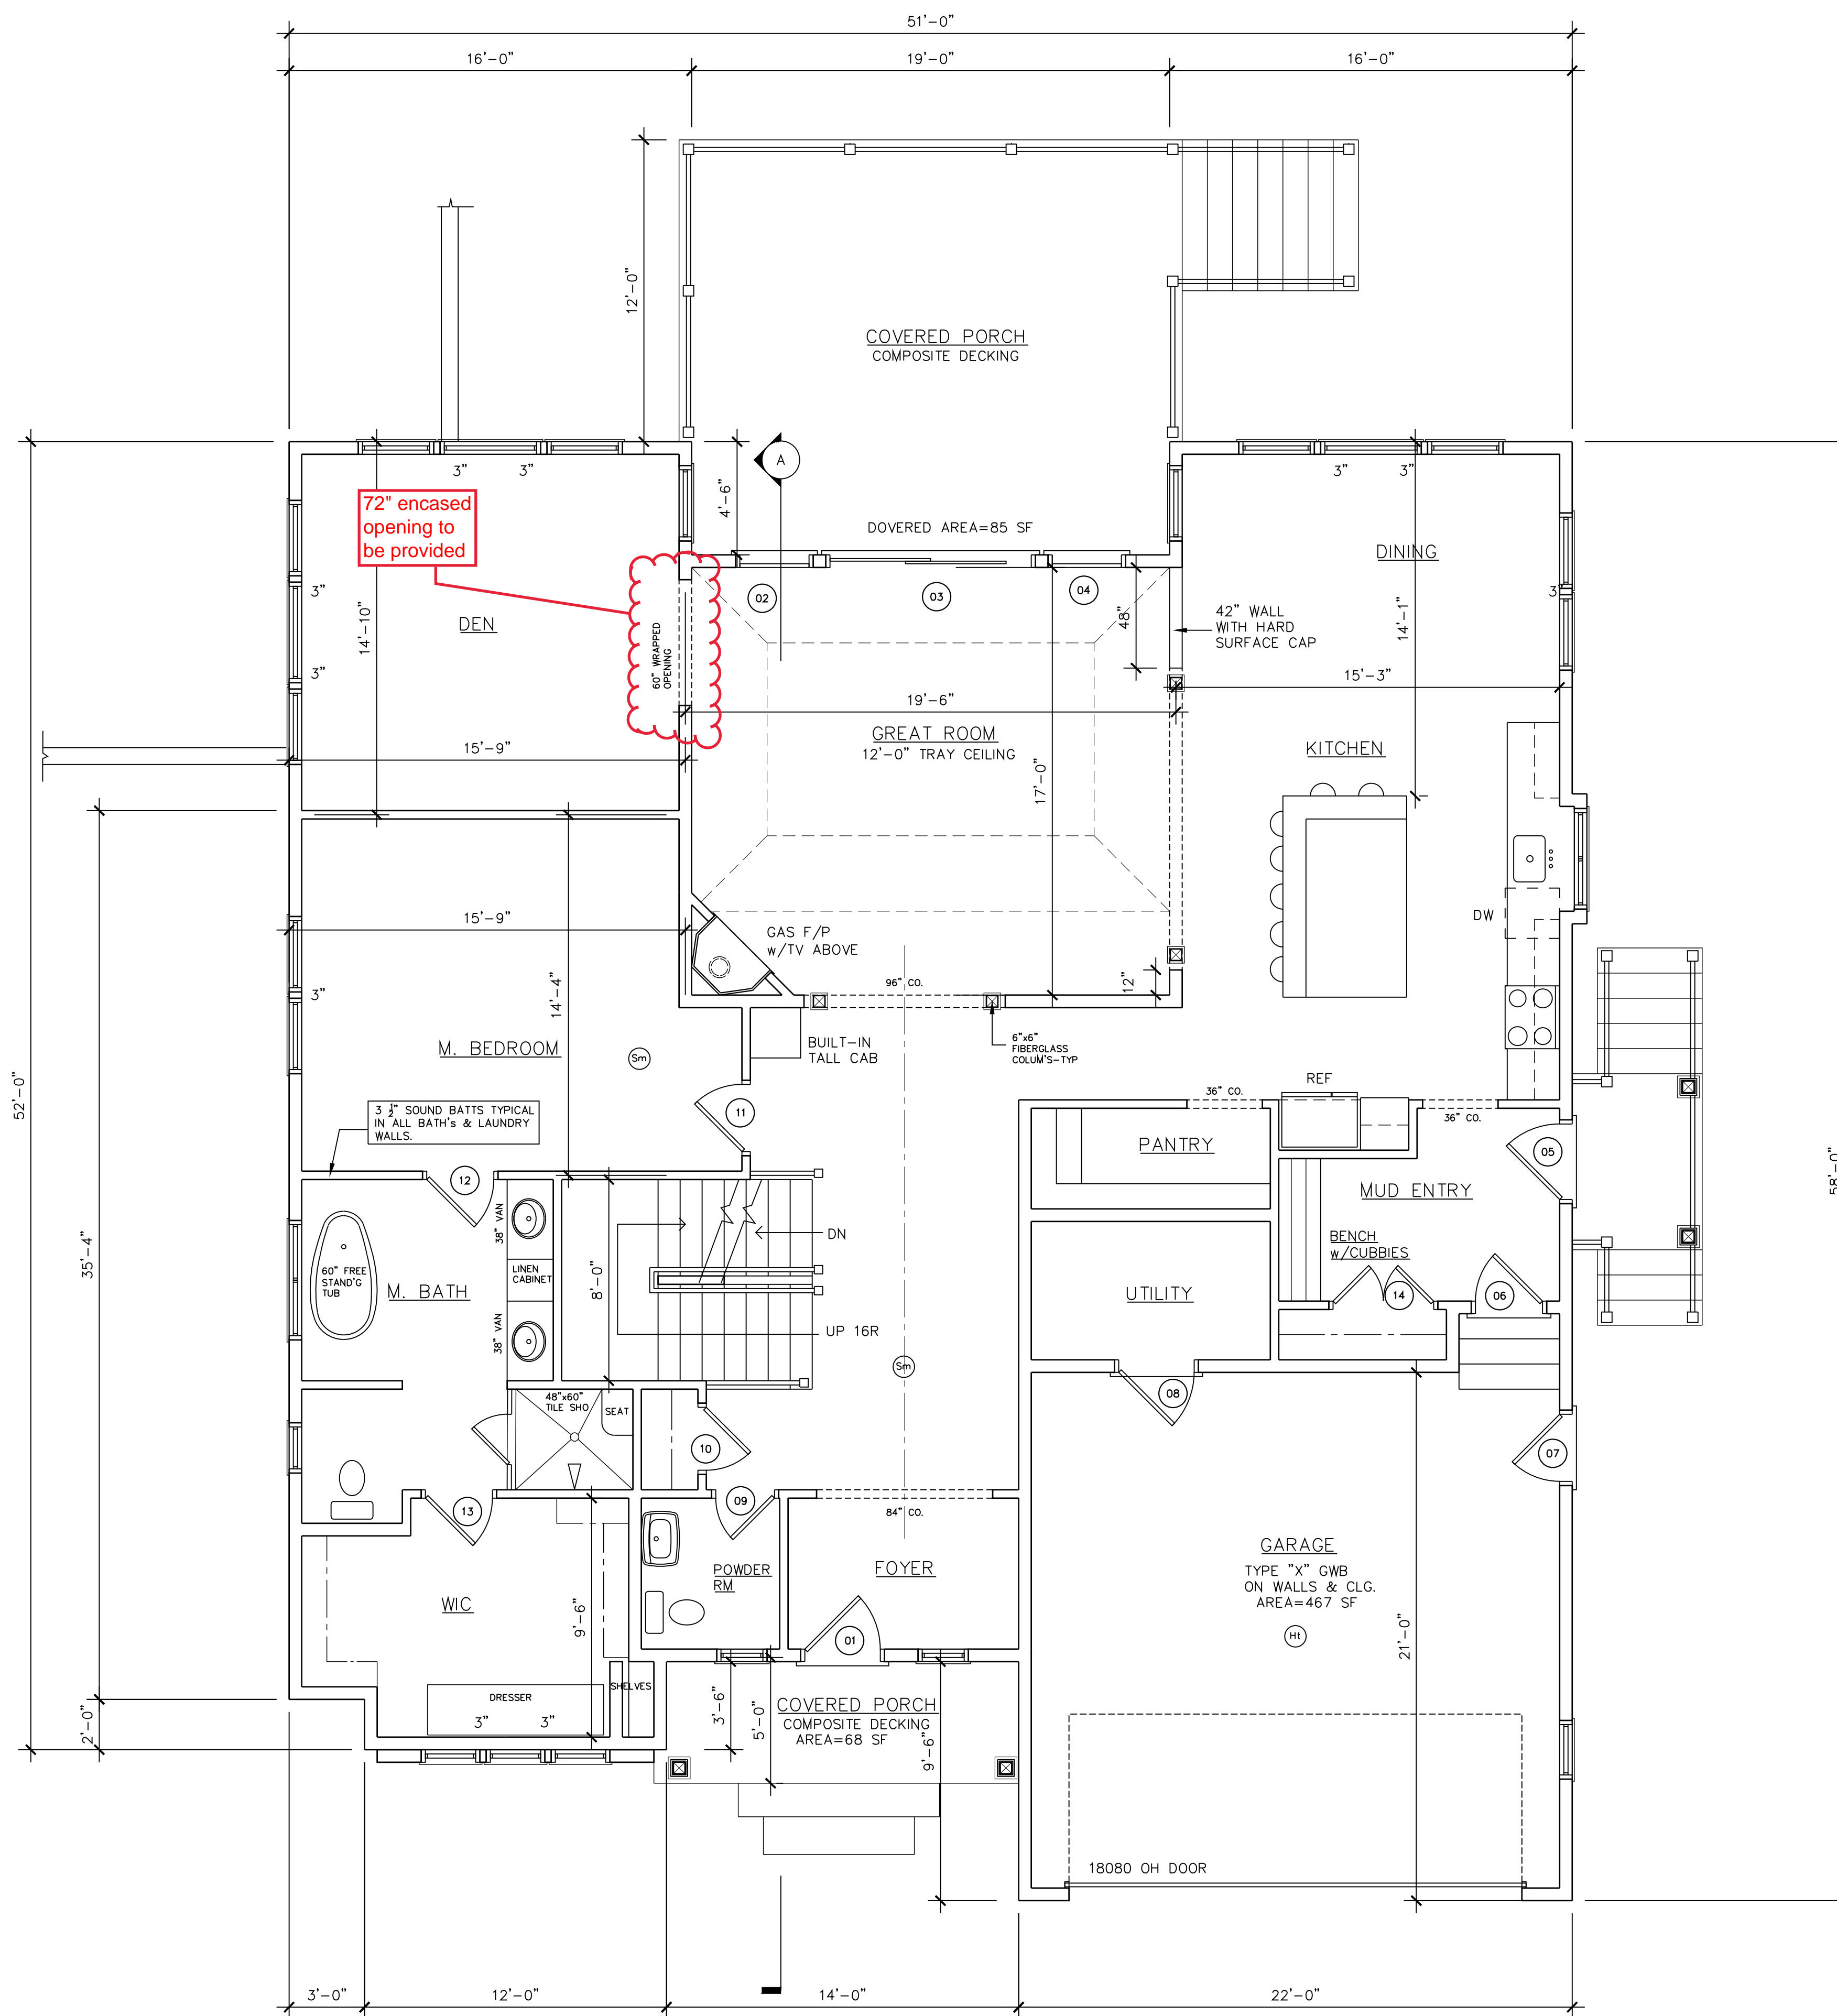 51'-0"
16'-0"
19'-0"
16'-0"
12'-0"
COVERED PORCH
COMPOSITE DECKING
A
3"
3"
3"
3"
4'-6"
72" encased
opening to
be provided
DOVERED AREA=85 SF
DINING
02
03
04
3"
3"
14'-10"
DEN
60" WRAPPED
OPENING
48"
42" WALL
WITH HARD
SURFACE CAP
14'-1"
3"
15'-3"
19'-6"
GREAT ROOM
12'-0" TRAY CEILING
15'-9"
17'-0"
KITCHEN
15'-9"
DW
GAS F/P
w/TV ABOVE
14'-4"
3"
96" CO.
12"
M. BEDROOM
Sm
BUILT-IN
TALL CAB
6"x6"
FIBERGLASS
COLUM'S-TYP
52'-0"
58'-0"
REF
36" CO.
36" CO.
3 ½" SOUND BATTS TYPICAL
IN ALL BATH's & LAUNDRY
WALLS.
11
PANTRY
05
12
MUD ENTRY
38" VAN
DN
BENCH
w/CUBBIES
35'-4"
60" FREE
STAND'G
TUB
LINEN
CABINET
M. BATH
8'-0"
UTILITY
14
06
38" VAN
UP 16R
Sm
08
48"x60"
TILE SHO
SEAT
10
07
13
09
84" CO.
GARAGE
TYPE "X" GWB
ON WALLS & CLG.
AREA=467 SF
Ht
POWDER
RM
FOYER
WIC
9'-6"
01
21'-0"
SHELVES
DRESSER
3"
3"
2'-0"
3'-6"
5'-0"
COVERED PORCH
COMPOSITE DECKING
AREA=68 SF
9'-6"
18080 OH DOOR
3'-0"
12'-0"
14'-0"
22'-0"